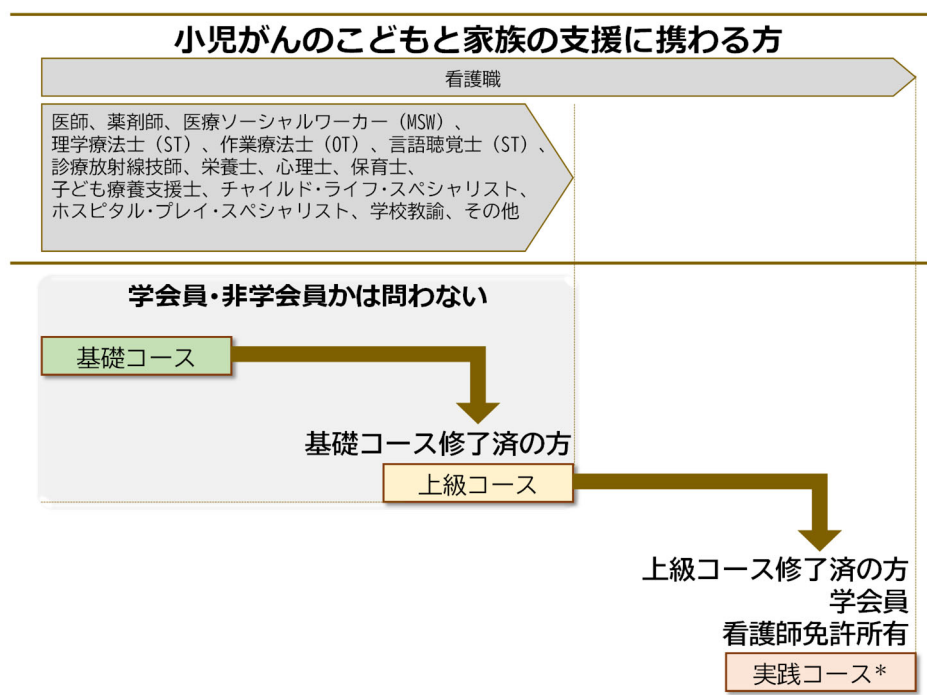 小児がんのこどもと家族の支援に携わる方
看護職
医師、薬剤師、医療ソーシャルワーカー（MSW）、
理学療法士（ST）、作業療法士（OT）、言語聴覚士（ST）、
診療放射線技師、栄養士、心理士、保育士、
子ども療養支援士、チャイルド・ライフ・スペシャリスト、
ホスピタル・プレイ・スペシャリスト、学校教諭、その他
学会員・非学会員かは問わない
基礎コース
基礎コース修了済の方
上級コース
上級コース修了済の方
学会員
看護師免許所有
実践コース*